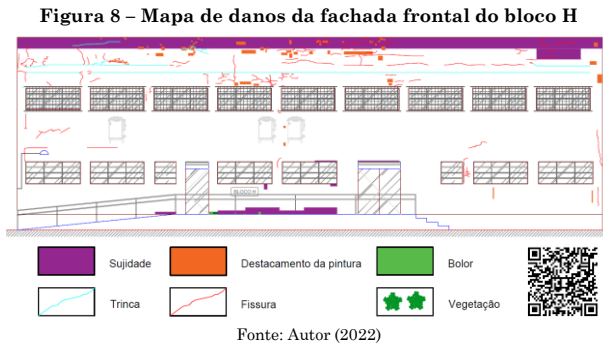 Figura 8 – Mapa de danos da fachada frontal do bloco H
BLOCO H
Sujidade
Destacamento da pintura
Bolor
Trinca
Fissura
Vegetação
Fonte: Autor (2022)